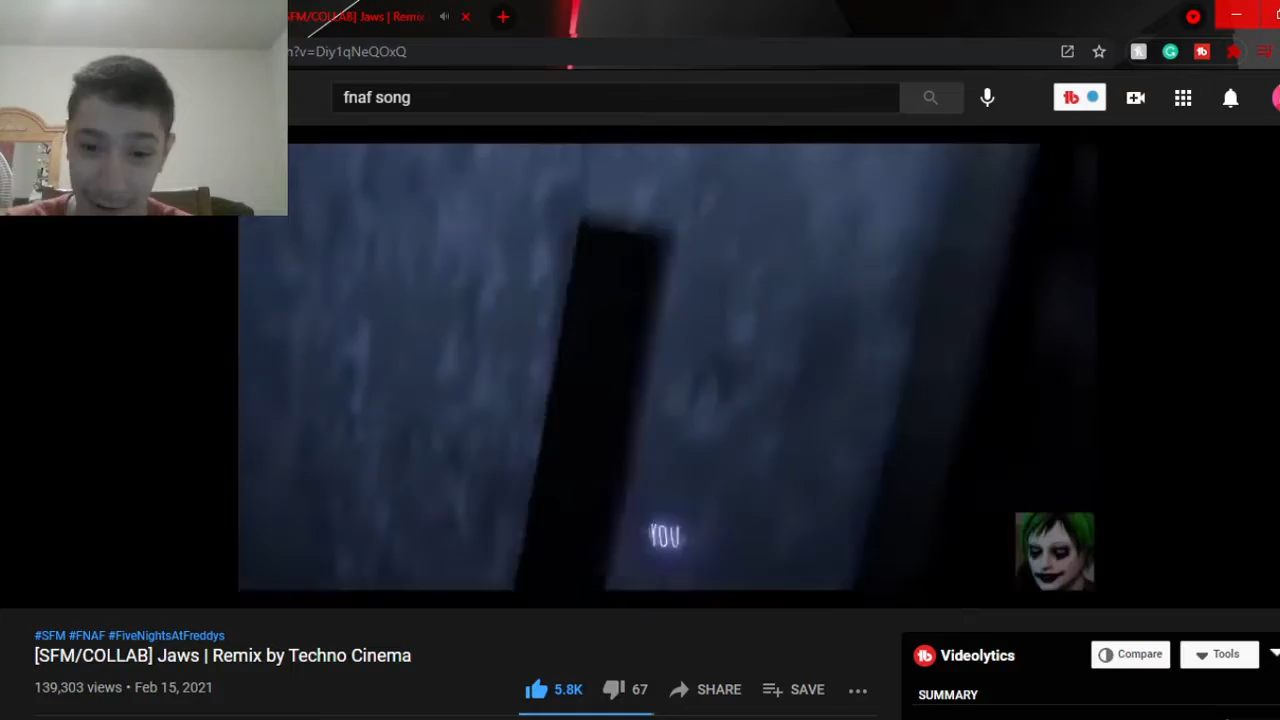 [SFM/COLLAB] Jaws | Remix
?v=Diy1qNeQOxQ
fnaf song
YOU
#SFM #FNAF #FiveNightsAtFreddys
[SFM/COLLAB] Jaws | Remix by Techno Cinema
139,303 views • Feb 15, 2021
5.8K
67
SHARE
SAVE
Videolytics
Compare
Tools
SUMMARY